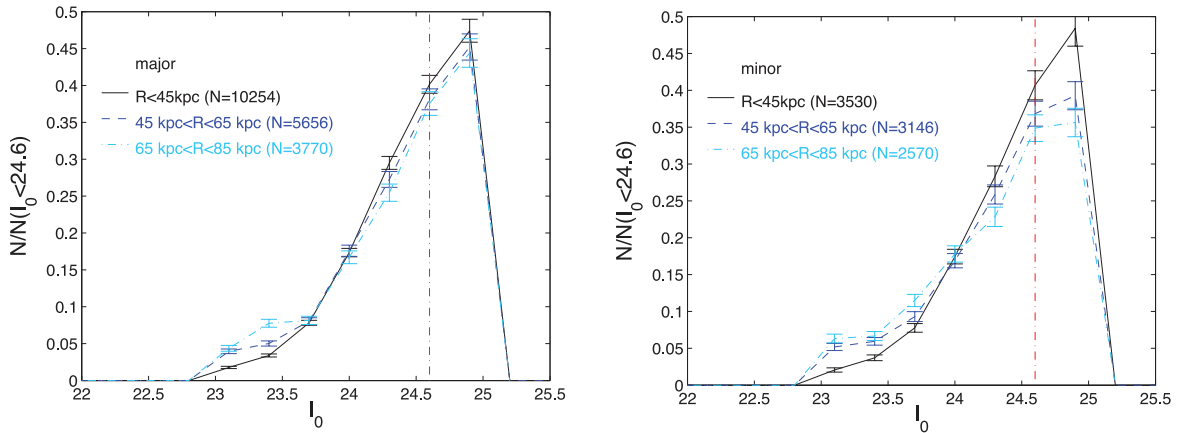 0.5
0.45
0.4
0.35
0.3
0.25
0.2
0.15
0.1
0.05
0
N/N(I0<24.6)
major
R<45kpc (N=10254)
45 kpc<R<65 kpc (N=5656)
65 kpc<R<85 kpc (N=3770)
22 22.5 23 23.5 24 24.5 25 25.5
I0
0.5
0.45
0.4
0.35
0.3
0.25
0.2
0.15
0.1
0.05
0
N/N(I0<24.6)
minor
R<45kpc (N=3530)
45 kpc<R<65 kpc (N=3146)
65 kpc<R<85 kpc (N=2570)
22 22.5 23 23.5 24 24.5 25 25.5
I0